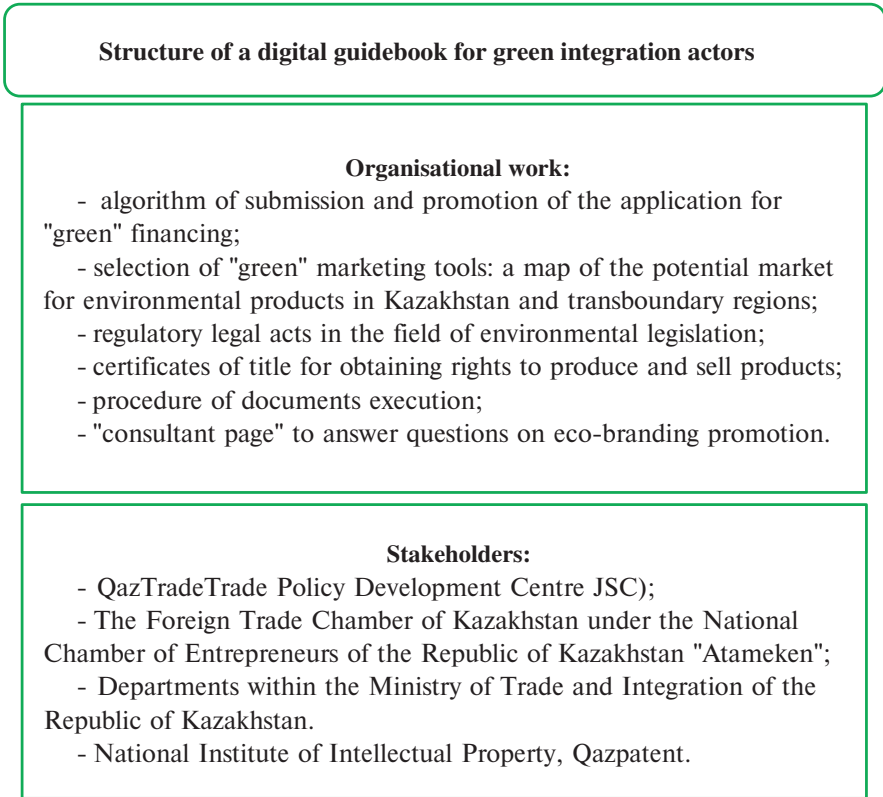 Structure of a digital guidebook for green integration actors
Organisational work:
- algorithm of submission and promotion of the application for
"green" financing;
- selection of "green" marketing tools: a map of the potential market
for environmental products in Kazakhstan and transboundary regions;
- regulatory legal acts in the field of environmental legislation;
- certificates of title for obtaining rights to produce and sell products;
- procedure of documents execution;
- "consultant page" to answer questions on eco-branding promotion.
Stakeholders:
- QazTradeTrade Policy Development Centre JSC);
- The Foreign Trade Chamber of Kazakhstan under the National
Chamber of Entrepreneurs of the Republic of Kazakhstan "Atameken";
- Departments within the Ministry of Trade and Integration of the
Republic of Kazakhstan.
- National Institute of Intellectual Property, Qazpatent.